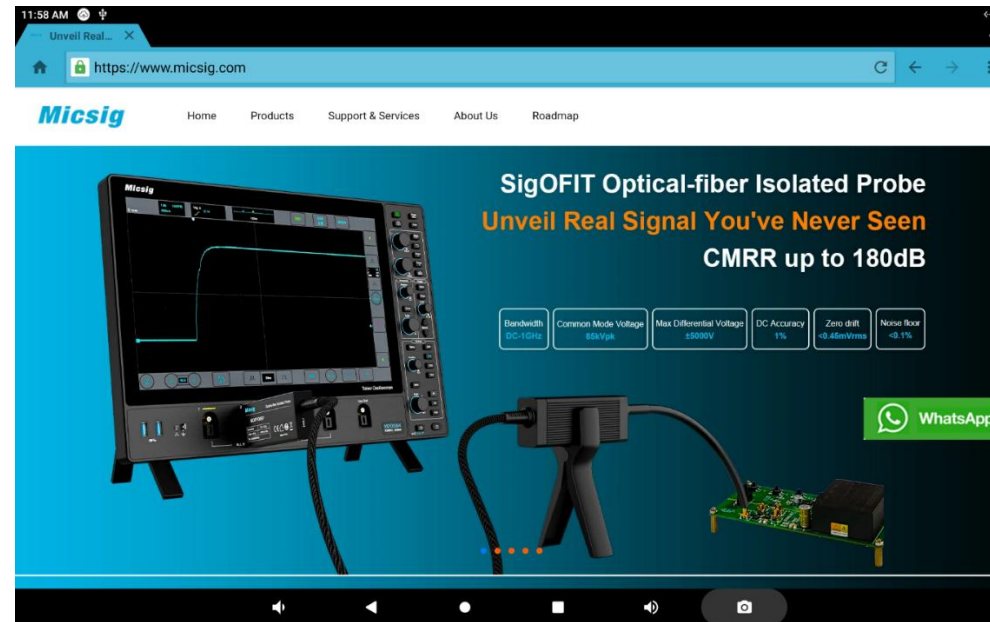 11:58 AM
Unveil Real...
https://www.micsig.com
Micsig
Home Products Support & Services About Us Roadmap
SigOFIT Optical-fiber Isolated Probe
Unveil Real Signal You've Never Seen
CMRR up to 180dB
Bandwidth Common Mode Voltage Max Differential Voltage DC Accuracy Zero drift Noise floor
DC-1GHz 85kVpk ±5000V 1% <0.45mVrms <0.1%
Micsig
WhatsApp